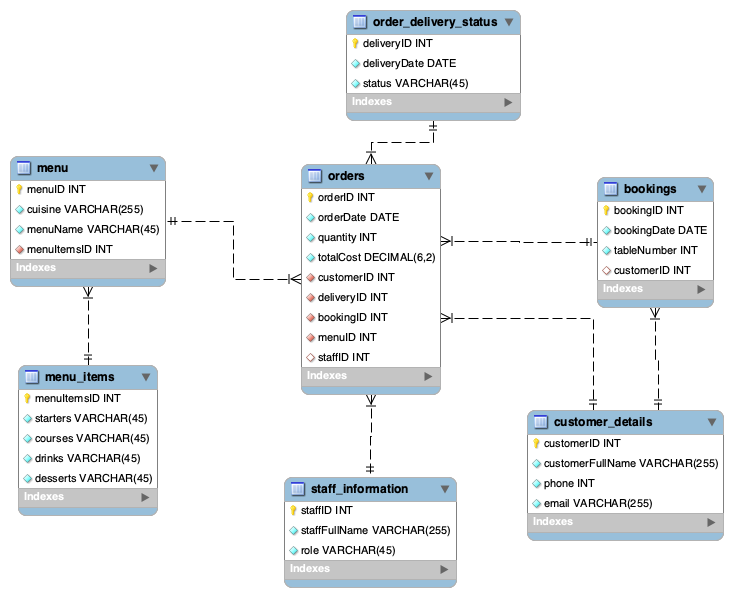 order_delivery_status
deliveryID INT
deliveryDate DATE
status VARCHAR(45)
Indexes
menu
menuID INT
cuisine VARCHAR(255)
menuName VARCHAR(45)
menuItemsID INT
Indexes
orders
orderID INT
orderDate DATE
quantity INT
totalCost DECIMAL(6,2)
customerID INT
deliveryID INT
bookingID INT
menuID INT
staffID INT
Indexes
bookings
bookingID INT
bookingDate DATE
tableNumber INT
customerID INT
Indexes
menu_items
menuItemsID INT
starters VARCHAR(45)
courses VARCHAR(45)
drinks VARCHAR(45)
desserts VARCHAR(45)
Indexes
staff_information
staffID INT
staffFullName VARCHAR(255)
role VARCHAR(45)
Indexes
customer_details
customerID INT
customerFullName VARCHAR(255)
phone INT
email VARCHAR(255)
Indexes